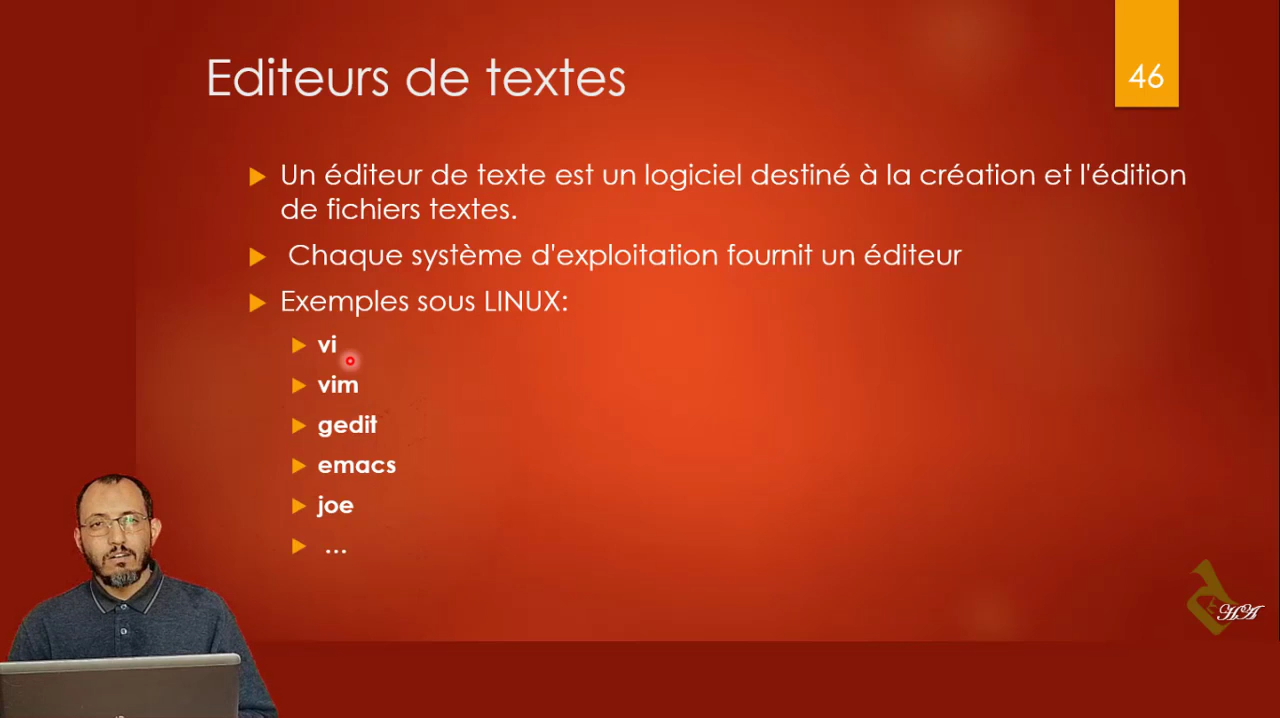 Editeurs de textes
46
Un éditeur de texte est un logiciel destiné à la création et l'édition
de fichiers textes.
Chaque système d'exploitation fournit un éditeur
Exemples sous LINUX:
vi
vim
gedit
emacs
joe
...
HA